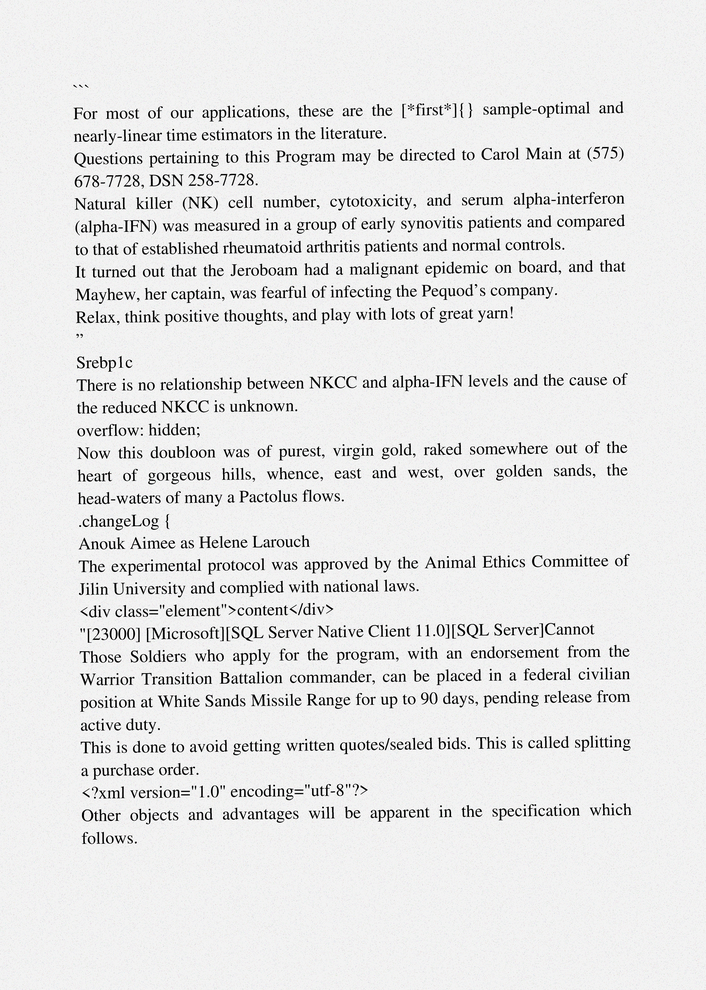 ```
For most of our applications, these are the [*first*]{} sample-optimal and
nearly-linear time estimators in the literature.
Questions pertaining to this Program may be directed to Carol Main at (575)
678-7728, DSN 258-7728.
Natural killer (NK) cell number, cytotoxicity, and serum alpha-interferon
(alpha-IFN) was measured in a group of early synovitis patients and compared
to that of established rheumatoid arthritis patients and normal controls.
It turned out that the Jeroboam had a malignant epidemic on board, and that
Mayhew, her captain, was fearful of infecting the Pequod’s company.
Relax, think positive thoughts, and play with lots of great yarn!
”
Srebp1c
There is no relationship between NKCC and alpha-IFN levels and the cause of
the reduced NKCC is unknown.
overflow: hidden;
Now this doubloon was of purest, virgin gold, raked somewhere out of the
heart of gorgeous hills, whence, east and west, over golden sands, the
head-waters of many a Pactolus flows.
.changeLog {
Anouk Aimee as Helene Larouch
The experimental protocol was approved by the Animal Ethics Committee of
Jilin University and complied with national laws.
<div class="element">content</div>
"[23000] [Microsoft][SQL Server Native Client 11.0][SQL Server]Cannot
Those Soldiers who apply for the program, with an endorsement from the
Warrior Transition Battalion commander, can be placed in a federal civilian
position at White Sands Missile Range for up to 90 days, pending release from
active duty.
This is done to avoid getting written quotes/sealed bids. This is called splitting
a purchase order.
<?xml version="1.0" encoding="utf-8"?>
Other objects and advantages will be apparent in the specification which
follows.